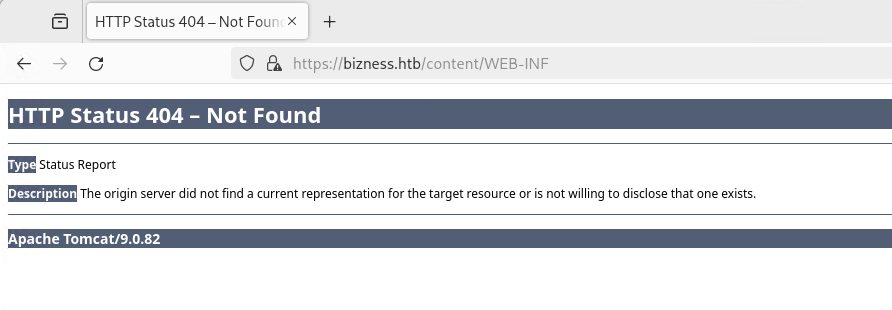 HTTP Status 404 – Not Foun
https://bizness.htb/content/WEB-INF
HTTP Status 404 – Not Found
Type Status Report
Description The origin server did not find a current representation for the target resource or is not willing to disclose that one exists.
Apache Tomcat/9.0.82